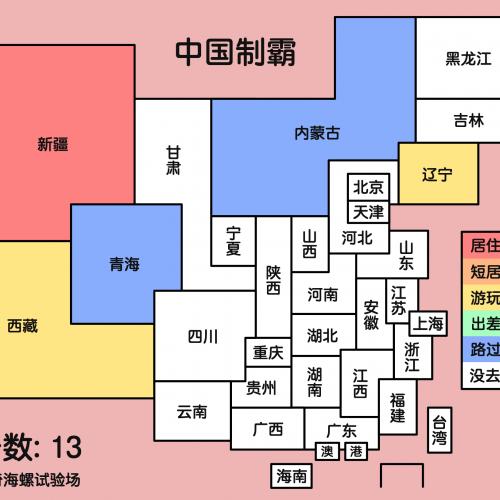 中国制霸
黑龙江
吉林
新疆
甘肃
内蒙古
辽宁
北京
天津
河北
宁夏
山西
山东
青海
陕西
河南
安徽
江苏
上海
西藏
四川
湖北
浙江
重庆
湖南
江西
贵州
福建
云南
广西
广东
台湾
澳
港
海南
居住
短居
游玩
出差
路过
没去
数: 13
海螺试验场